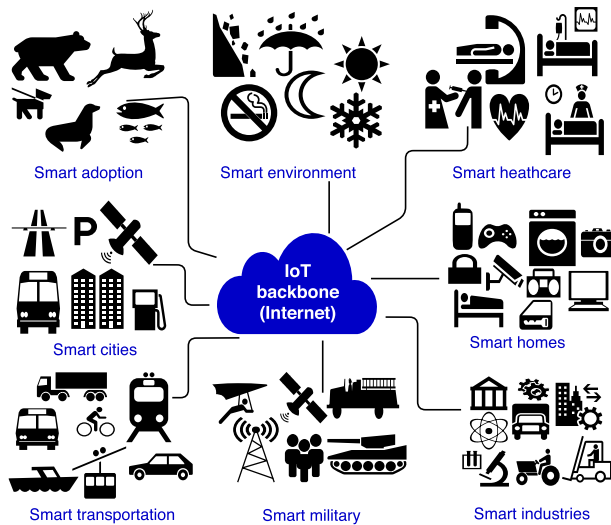 Smart adoption
Smart environment
Smart heathcare
P
IoT
backbone
(Internet)
Smart cities
Smart homes
Smart transportation
Smart military
Smart industries